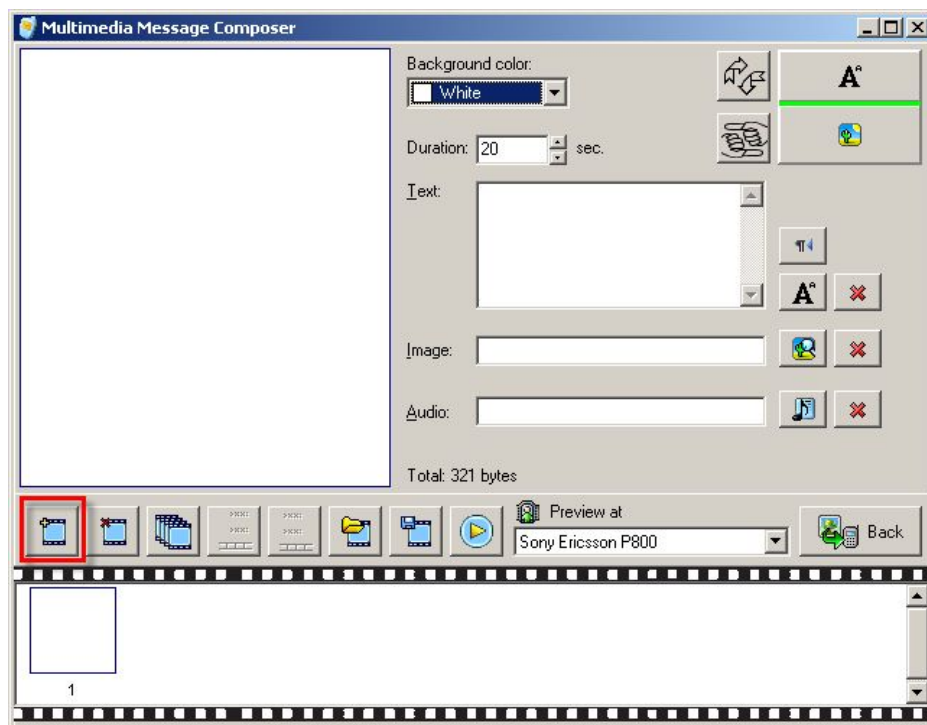 Multimedia Message Composer
Background color:
White
Duration: 20 sec.
Text:
Image:
Audio:
Total: 321 bytes
Preview at
Sony Ericsson P800
Back
1